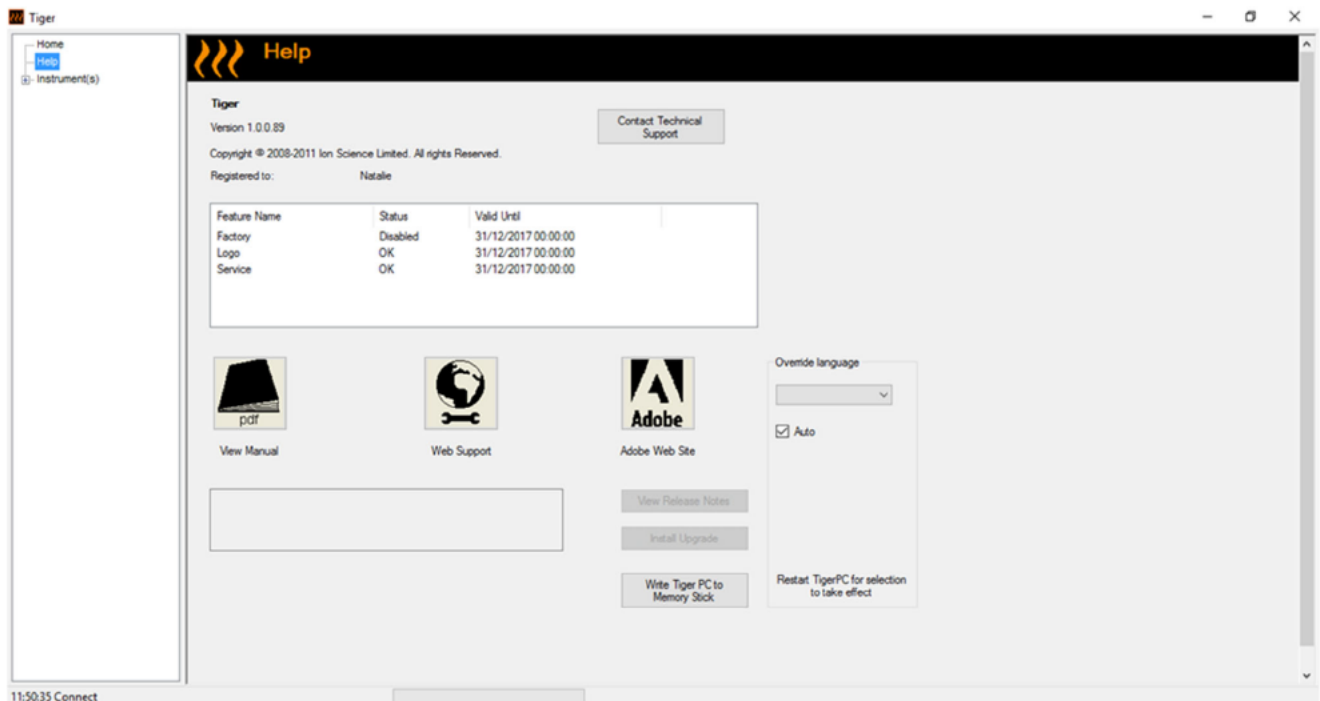 Tiger
Home
Help
Instrument(s)
Help
Tiger
Version 1.0.0.89
Contact Technical
Support
Copyright © 2008-2011 Ion Science Limited. All rights Reserved.
Registered to: Natalie
Feature Name Status Valid Until
Factory Disabled 31/12/2017 00:00:00
Logo OK 31/12/2017 00:00:00
Service OK 31/12/2017 00:00:00
pdf
Adobe
View Manual
Web Support
Adobe Web Site
Override language
Auto
View Release Notes
Install Upgrade
Write Tiger PC to
Memory Stick
Restart TigerPC for selection
to take effect
11:50:35 Connect